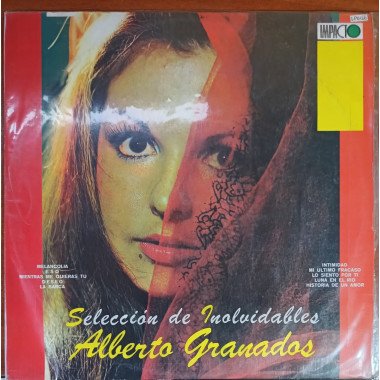 IMPACTO
MELANCOLIA
ESO
MIENTRAS ME QUIERAS TU
DESEO
LA BARCA
INTIMIDAD
MI ULTIMO FRACASO
LO SIENTO POR TI
LUNA EN EL RIO
HISTORIA DE UN AMOR
Selección de Inolvidables
Alberto Granados